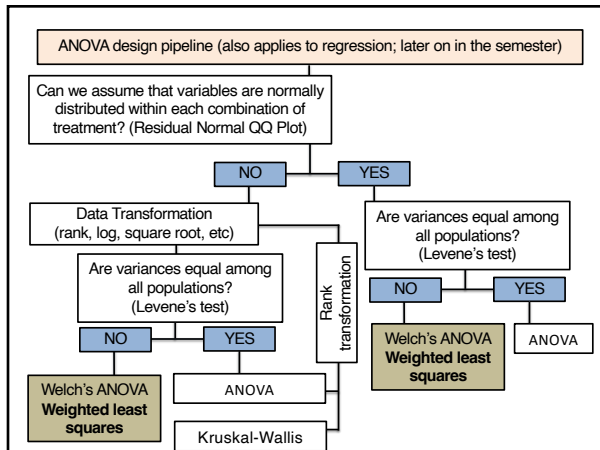 ANOVA design pipeline (also applies to regression; later on in the semester)
Can we assume that variables are normally
distributed within each combination of
treatment? (Residual Normal QQ Plot)
NO
YES
Data Transformation
(rank, log, square root, etc)
Are variances equal among
all populations?
(Levene's test)
NO
YES
Welch's ANOVA
Weighted least
squares
ANOVA
Kruskal-Wallis
Rank
transformation
Are variances equal among
all populations?
(Levene's test)
NO
YES
Welch's ANOVA
Weighted least
squares
ANOVA